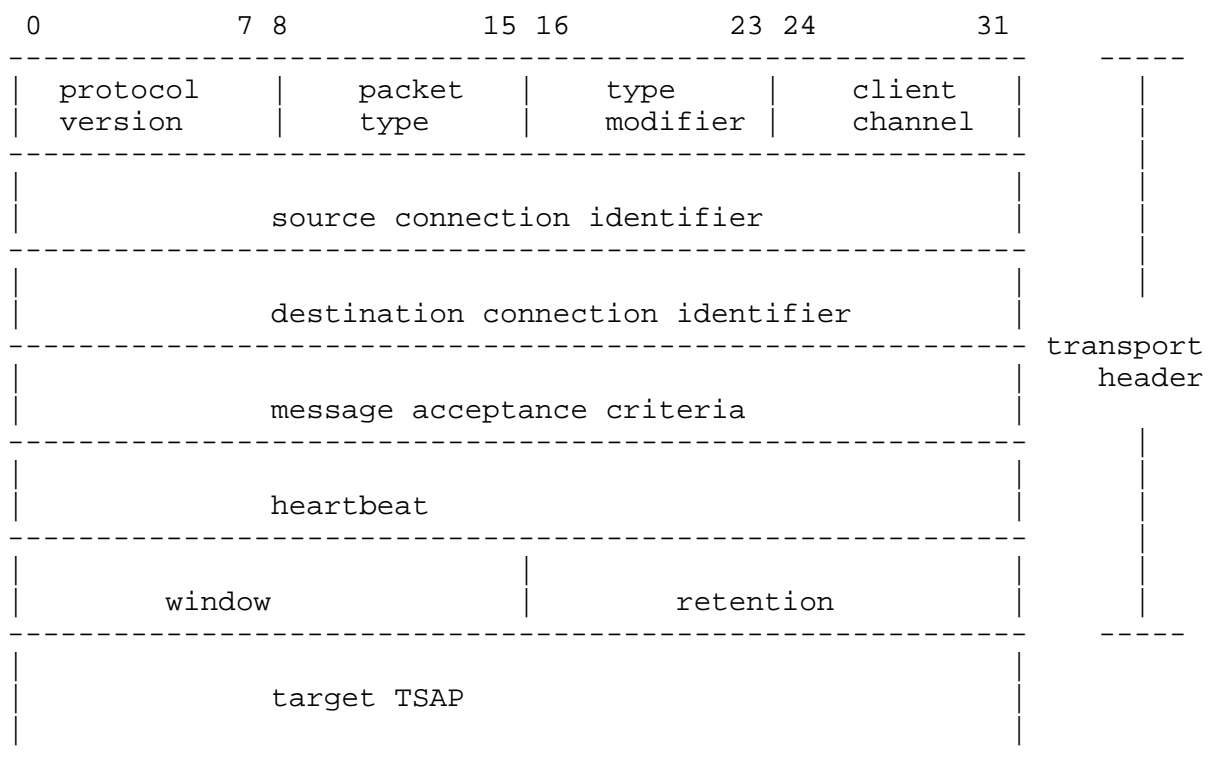 0 7 8 15 16 23 24 31
protocol packet type client
version type modifier channel
source connection identifier
destination connection identifier
transport
header
message acceptance criteria
heartbeat
window retention
target TSAP